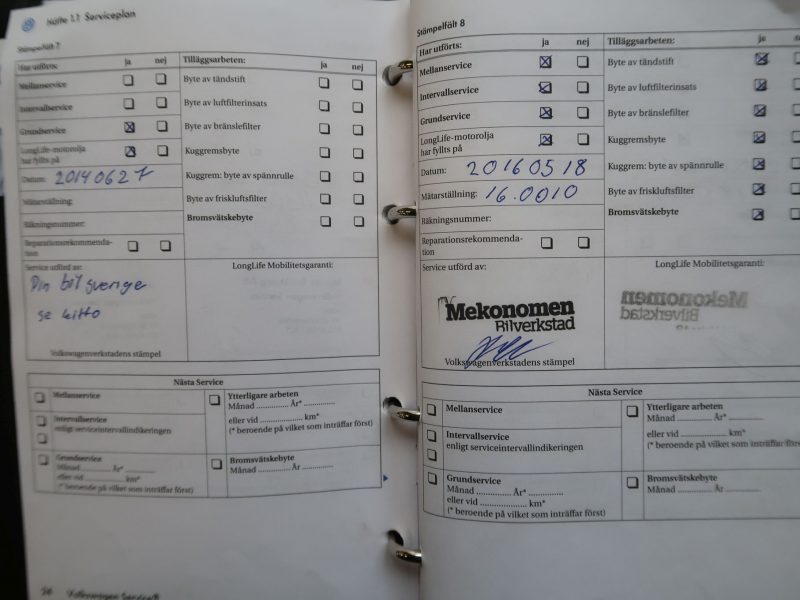 Häfte 1.1 Serviceplan
Stämpelfält 7
Har utförts: ja nej
Mellanservice
Intervallservice
Grundservice
LongLife-motorolja
har fyllts på
Datum: 20140627
Mätarställning:
Räkningsnummer:
Reparationsrekommenda-
tion
Tilläggsarbeten: ja nej
Byte av tändstift
Byte av luftfilterinsats
Byte av bränslefilter
Kuggremsbyte
Kuggrem: byte av spännrulle
Byte av friskluftsfilter
Bromsvätskebyte
Service utförd av:
Din bil sverige
se kitto
Volkswagenverkstadens stämpel
LongLife Mobilitetsgaranti:
Nästa Service
Mellanservice
Intervallservice
enligt serviceintervallindikeringen
Grundservice
Månad .............. År* ..............
eller vid .................. km*
(* beroende på vilket som inträffar först)
Ytterligare arbeten
Månad .............. År* ..............
eller vid .................. km*
(* beroende på vilket som inträffar först)
Bromsvätskebyte
Månad .............. År ..............
Volkswagen Service
Stämpelfält 8
Har utförts: ja nej
Mellanservice
Intervallservice
Grundservice
LongLife-motorolja
har fyllts på
Datum: 20160518
Mätarställning: 16.0010
Räkningsnummer:
Reparationsrekommenda-
tion
Tilläggsarbeten: ja
Byte av tändstift
Byte av luftfilterinsats
Byte av bränslefilter
Kuggremsbyte
Kuggrem: byte av spännrulle
Byte av friskluftsfilter
Bromsvätskebyte
Service utförd av:
Mekonomen
Bilverkstad
Volkswagenverkstadens stämpel
LongLife Mobilitetsgaranti:
Mekonomen
Bilverkstad
Nästa Service
Mellanservice
Intervallservice
enligt serviceintervallindikeringen
Grundservice
Månad .............. År* ..............
eller vid .................. km*
(* beroende på vilket som inträffar först)
Ytterligare arbeten
Månad .............. År*
eller vid .................. km*
(* beroende på vilket som inträffar först)
Bromsvätskebyte
Månad .............. År ..............